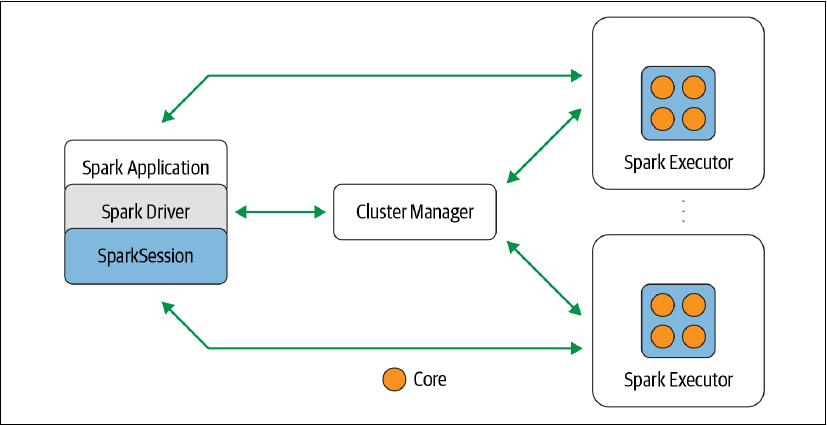 Spark Application
Spark Driver
SparkSession
Cluster Manager
Spark Executor
Spark Executor
Core